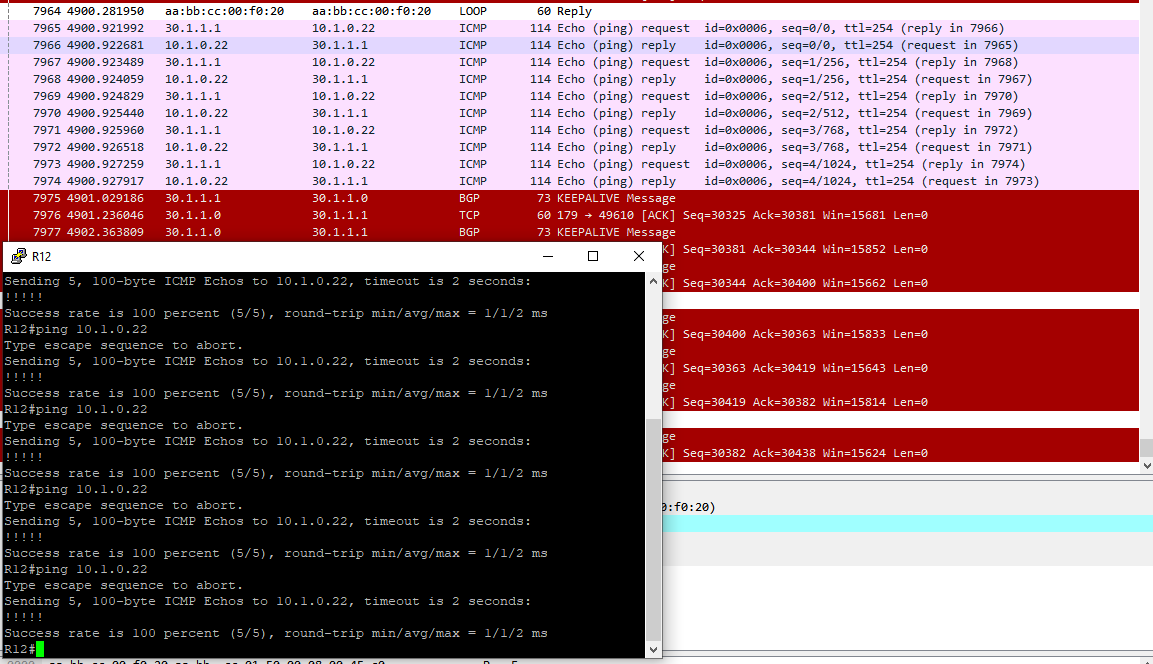 7964 4900.281950 aa:bb:cc:00:f0:20 aa:bb:cc:00:f0:20 LOOP 60 Reply
7965 4900.921992 30.1.1.1 10.1.0.22 ICMP 114 Echo (ping) request id=0x0006, seq=0/0, ttl=254 (reply in 7966)
7966 4900.922681 10.1.0.22 30.1.1.1 ICMP 114 Echo (ping) reply id=0x0006, seq=0/0, ttl=254 (request in 7965)
7967 4900.923489 30.1.1.1 10.1.0.22 ICMP 114 Echo (ping) request id=0x0006, seq=1/256, ttl=254 (reply in 7968)
7968 4900.924059 10.1.0.22 30.1.1.1 ICMP 114 Echo (ping) reply id=0x0006, seq=1/256, ttl=254 (request in 7967)
7969 4900.924829 30.1.1.1 10.1.0.22 ICMP 114 Echo (ping) request id=0x0006, seq=2/512, ttl=254 (reply in 7970)
7970 4900.925440 10.1.0.22 30.1.1.1 ICMP 114 Echo (ping) reply id=0x0006, seq=2/512, ttl=254 (request in 7969)
7971 4900.925960 30.1.1.1 10.1.0.22 ICMP 114 Echo (ping) request id=0x0006, seq=3/768, ttl=254 (reply in 7972)
7972 4900.926518 10.1.0.22 30.1.1.1 ICMP 114 Echo (ping) reply id=0x0006, seq=3/768, ttl=254 (request in 7971)
7973 4900.927259 30.1.1.1 10.1.0.22 ICMP 114 Echo (ping) request id=0x0006, seq=4/1024, ttl=254 (reply in 7974)
7974 4900.927917 10.1.0.22 30.1.1.1 ICMP 114 Echo (ping) reply id=0x0006, seq=4/1024, ttl=254 (request in 7973)
7975 4901.029186 30.1.1.1 30.1.1.0 BGP 73 KEEPALIVE Message
7976 4901.236046 30.1.1.0 30.1.1.1 TCP 60 179 → 49610 [ACK] Seq=30325 Ack=30381 Win=15681 Len=0
7977 4902.363809 30.1.1.0 30.1.1.1 BGP 73 KEEPALIVE Message
K] Seq=30381 Ack=30344 Win=15852 Len=0
ge
K] Seq=30344 Ack=30400 Win=15662 Len=0
ge
K] Seq=30400 Ack=30363 Win=15833 Len=0
ge
K] Seq=30363 Ack=30419 Win=15643 Len=0
ge
K] Seq=30419 Ack=30382 Win=15814 Len=0
ge
K] Seq=30382 Ack=30438 Win=15624 Len=0
0:f0:20)
R12
Sending 5, 100-byte ICMP Echos to 10.1.0.22, timeout is 2 seconds:
!!!!!
Success rate is 100 percent (5/5), round-trip min/avg/max = 1/1/2 ms
R12#ping 10.1.0.22
Type escape sequence to abort.
Sending 5, 100-byte ICMP Echos to 10.1.0.22, timeout is 2 seconds:
!!!!!
Success rate is 100 percent (5/5), round-trip min/avg/max = 1/1/2 ms
R12#ping 10.1.0.22
Type escape sequence to abort.
Sending 5, 100-byte ICMP Echos to 10.1.0.22, timeout is 2 seconds:
!!!!!
Success rate is 100 percent (5/5), round-trip min/avg/max = 1/1/2 ms
R12#ping 10.1.0.22
Type escape sequence to abort.
Sending 5, 100-byte ICMP Echos to 10.1.0.22, timeout is 2 seconds:
!!!!!
Success rate is 100 percent (5/5), round-trip min/avg/max = 1/1/2 ms
R12#ping 10.1.0.22
Type escape sequence to abort.
Sending 5, 100-byte ICMP Echos to 10.1.0.22, timeout is 2 seconds:
!!!!!
Success rate is 100 percent (5/5), round-trip min/avg/max = 1/1/2 ms
R12#